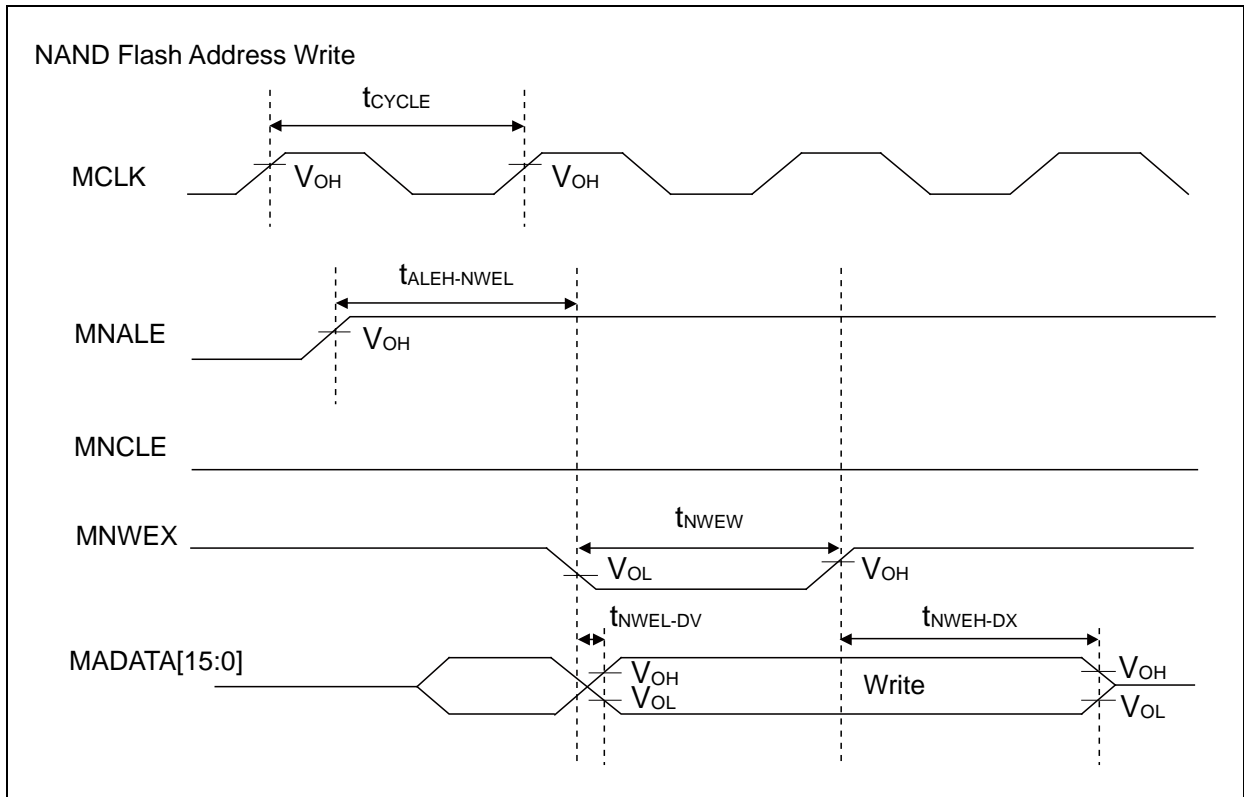 NAND Flash Address Write
tCYCLE
MCLK
VOH
VOH
tALEH-NWEL
MNALE
VOH
MNCLE
MNWEX
tNWEW
VOL
VOH
tNWEL-DV
tNWEH-DX
MADATA[15:0]
VOH
VOL
Write
VOH
VOL